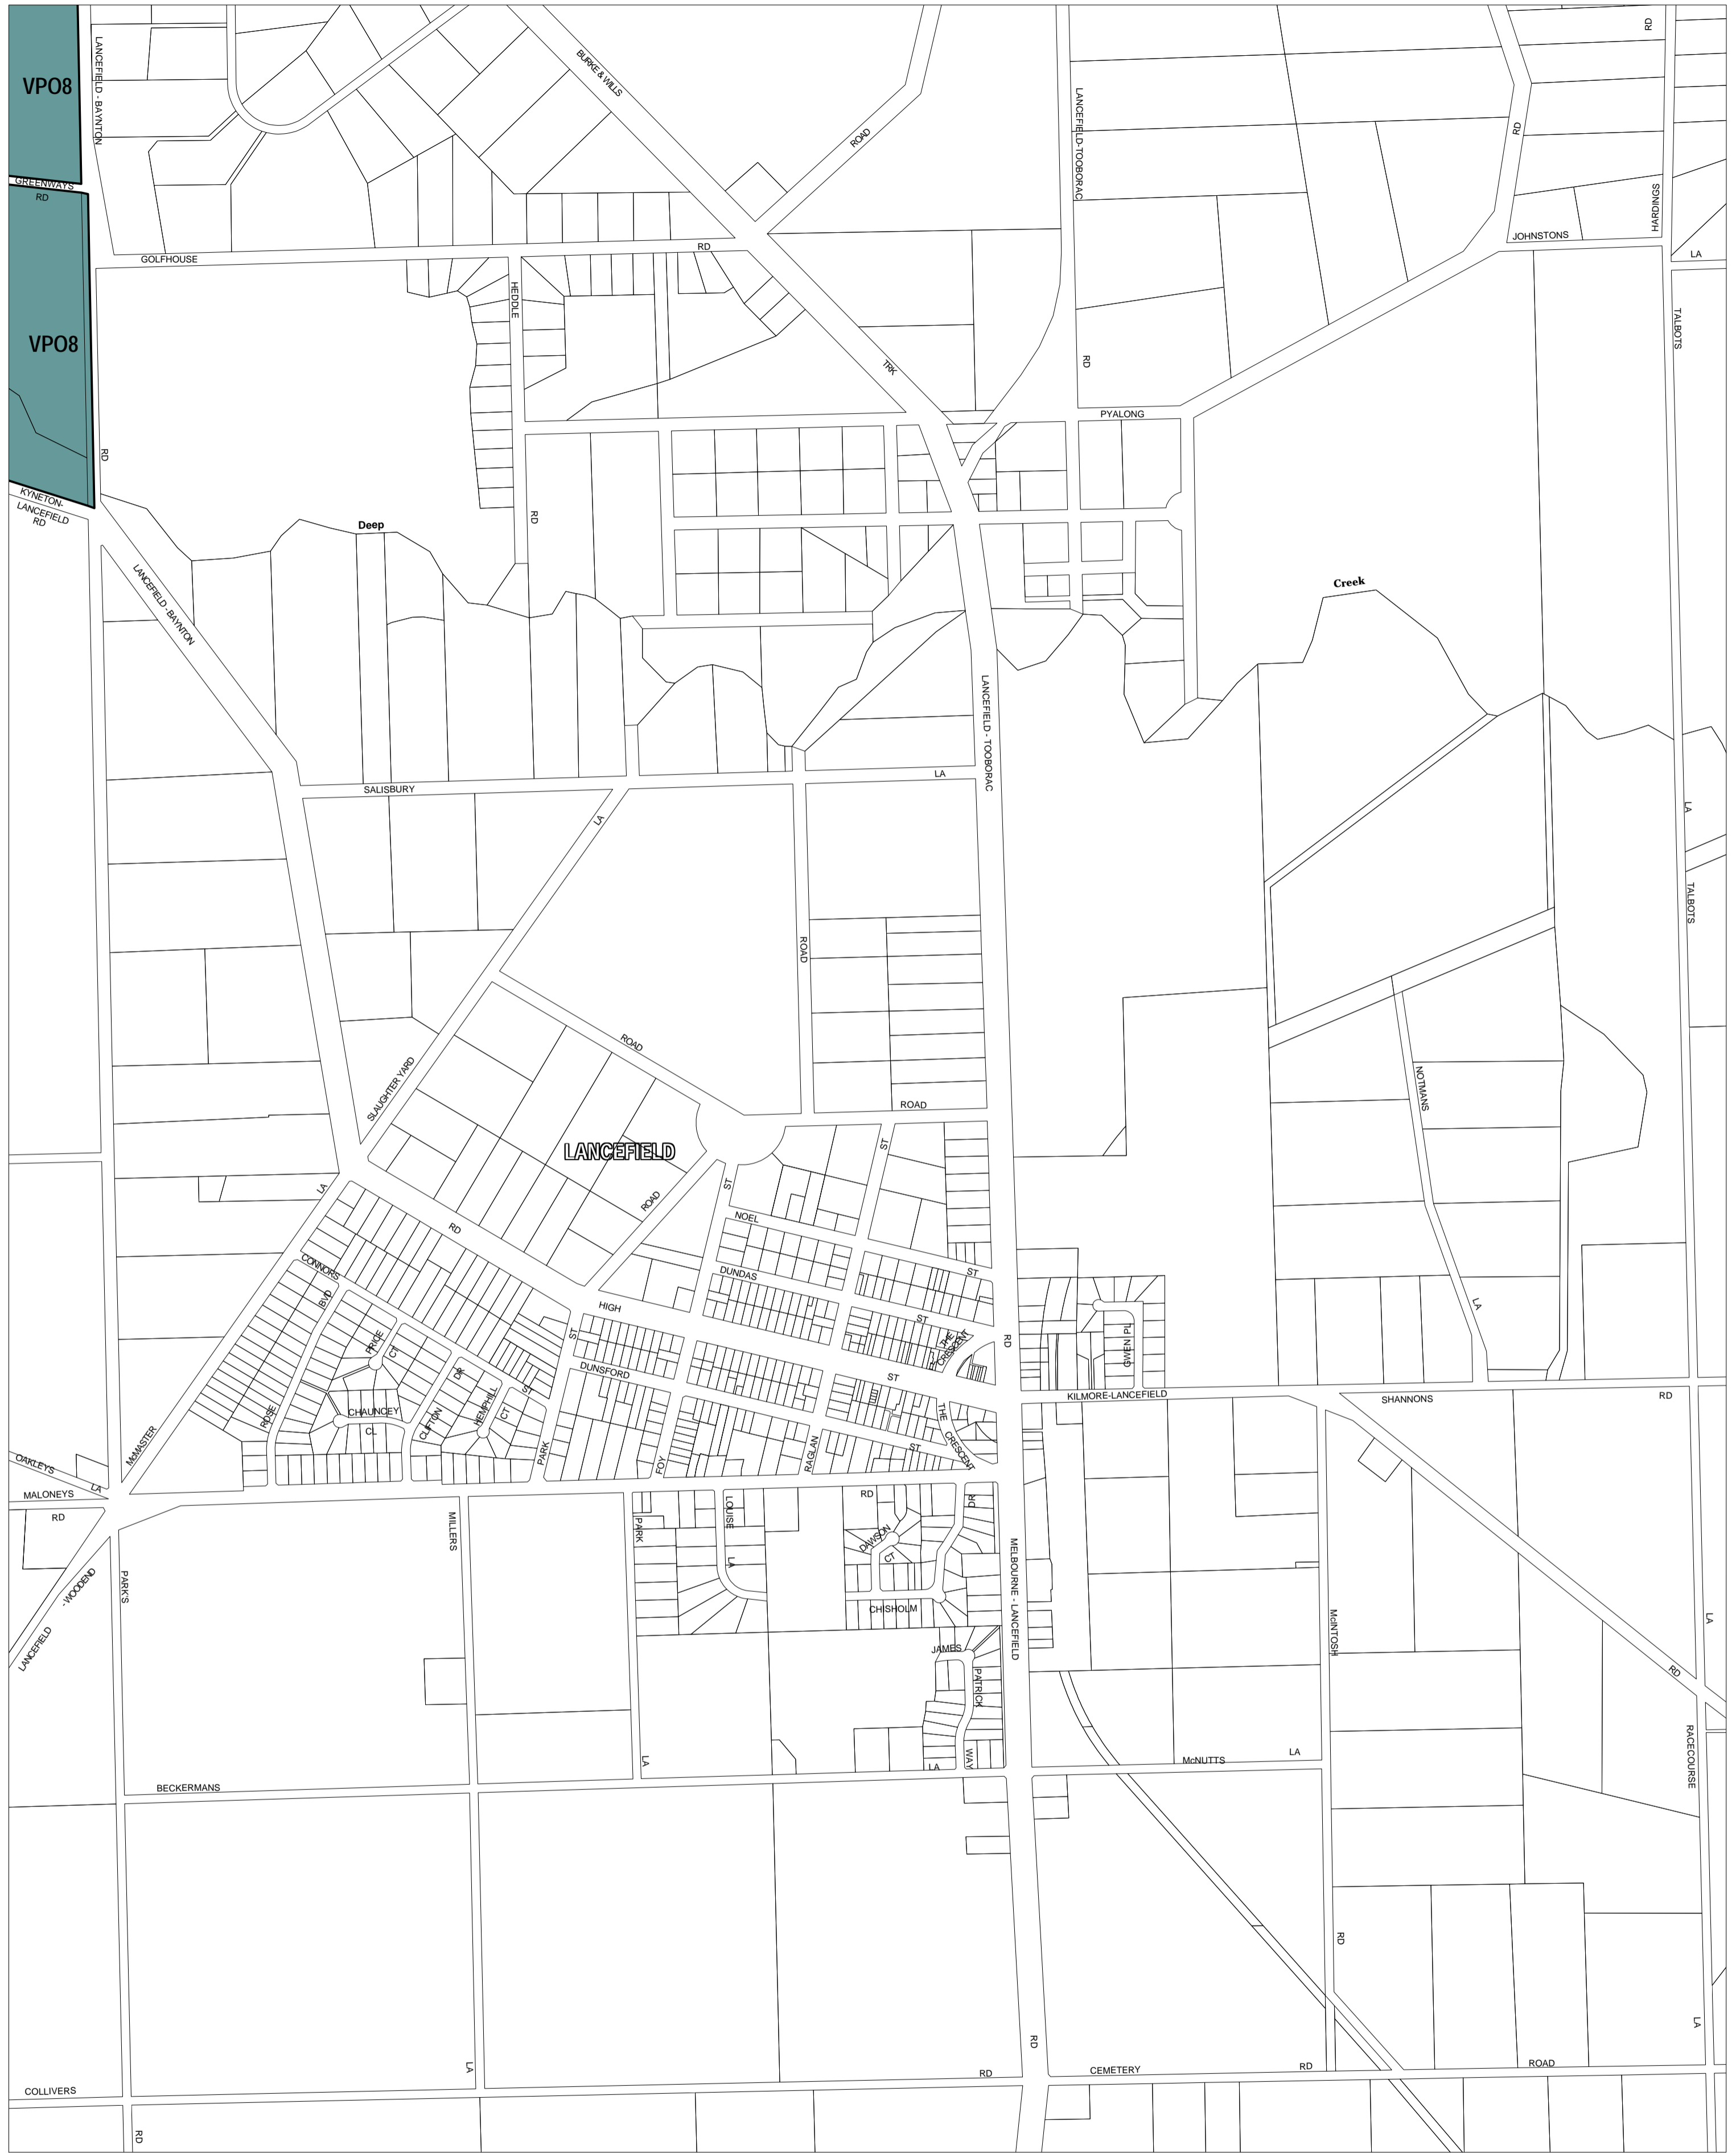 VPO8
LANCEFIELD - BAYNTON
BURKE & WILLS
ROAD
LANCEFIELD-TOOBORAC
RD
RD
GREENWAYS
RD
HARDINGS
JOHNSTONS
LA
GOLFHOUSE
RD
HEDDLE
VPO8
TRK
RD
TALBOTS
PYALONG
RD
KYNETON-
LANCEFIELD
RD
RD
Deep
Creek
LANCEFIELD - BAYNTON
LANCEFIELD - TOOBORAC
SALISBURY
LA
LA
LA
TALBOTS
ROAD
ROAD
SLAUGHTER YARD
NOTMANS
ROAD
LANCEFIELD
ST
ST
LA
ROAD
RD
NOEL
ST
CONNORS
DUNDAS
BVD
HIGH
ST
LA
ST
THE
CRESCENT
RD
GWEN PL
PRICE
CT
DUNSFORD
ST
DR
ST
KILMORE-LANCEFIELD
SHANNONS
RD
HEMPHILL
CT
CHAUNCEY
CL
ROSE
CLIFTON
THE
CRESCENT
McMASTER
PARK
FOY
RAGLAN
ST
OAKLEYS
LA
MALONEYS
RD
RD
MILLERS
PARK
LOUISE
LA
DR
DAWSON
CT
MELBOURNE - LANCEFIELD
LANCEFIELD
- WOODEND
PARK'S
CHISHOLM
McINTOSH
LA
JAMES
PATRICK
WAY
RD
RACECOURSE
BECKERMANS
LA
LA
McNUTTS
LA
RD
LA
RD
LA
COLLIVERS
RD
CEMETERY
RD
ROAD
RD